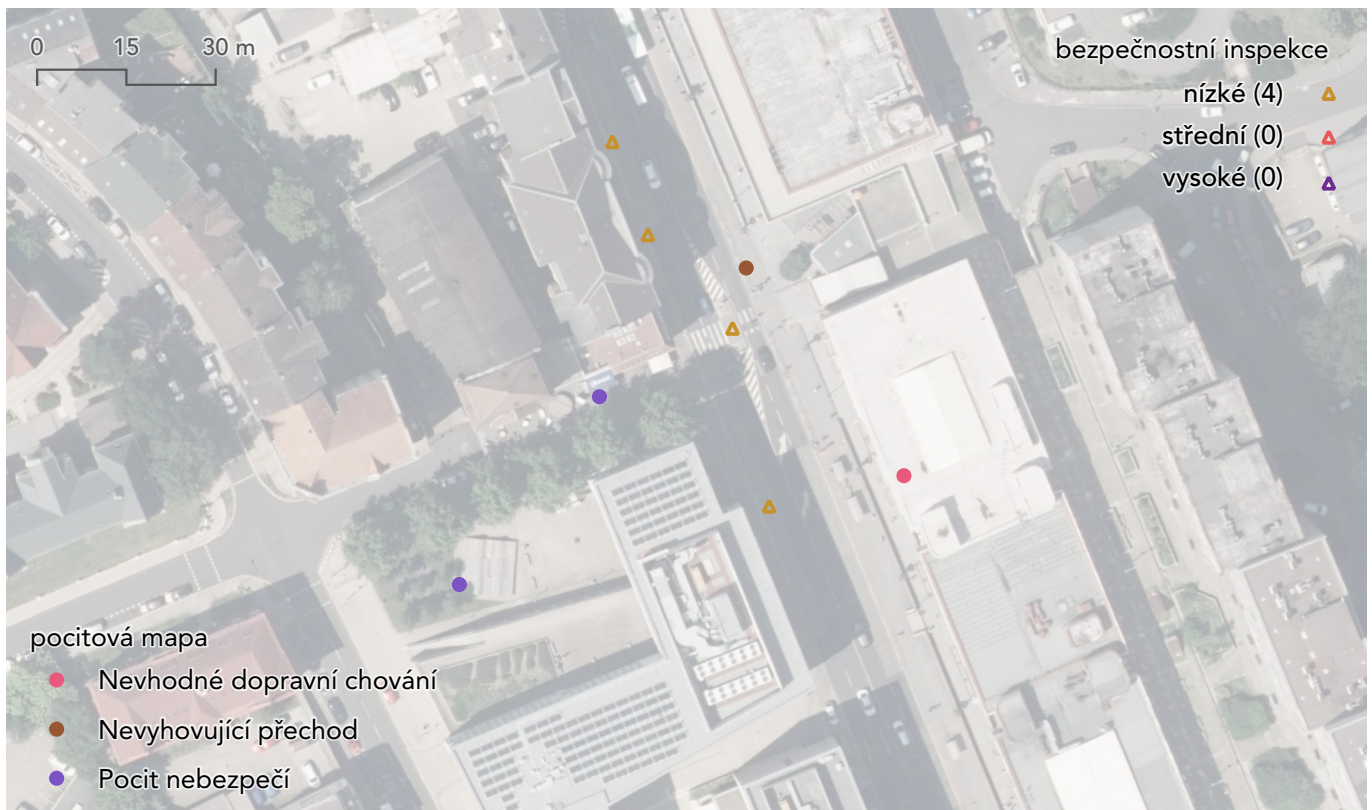 0 15 30 m
bezpečnostní inspekce
nízké (4)
střední (0)
vysoké (0)
pocitová mapa
Nevhodné dopravní chování
Nevyhovující přechod
Pocit nebezpečí